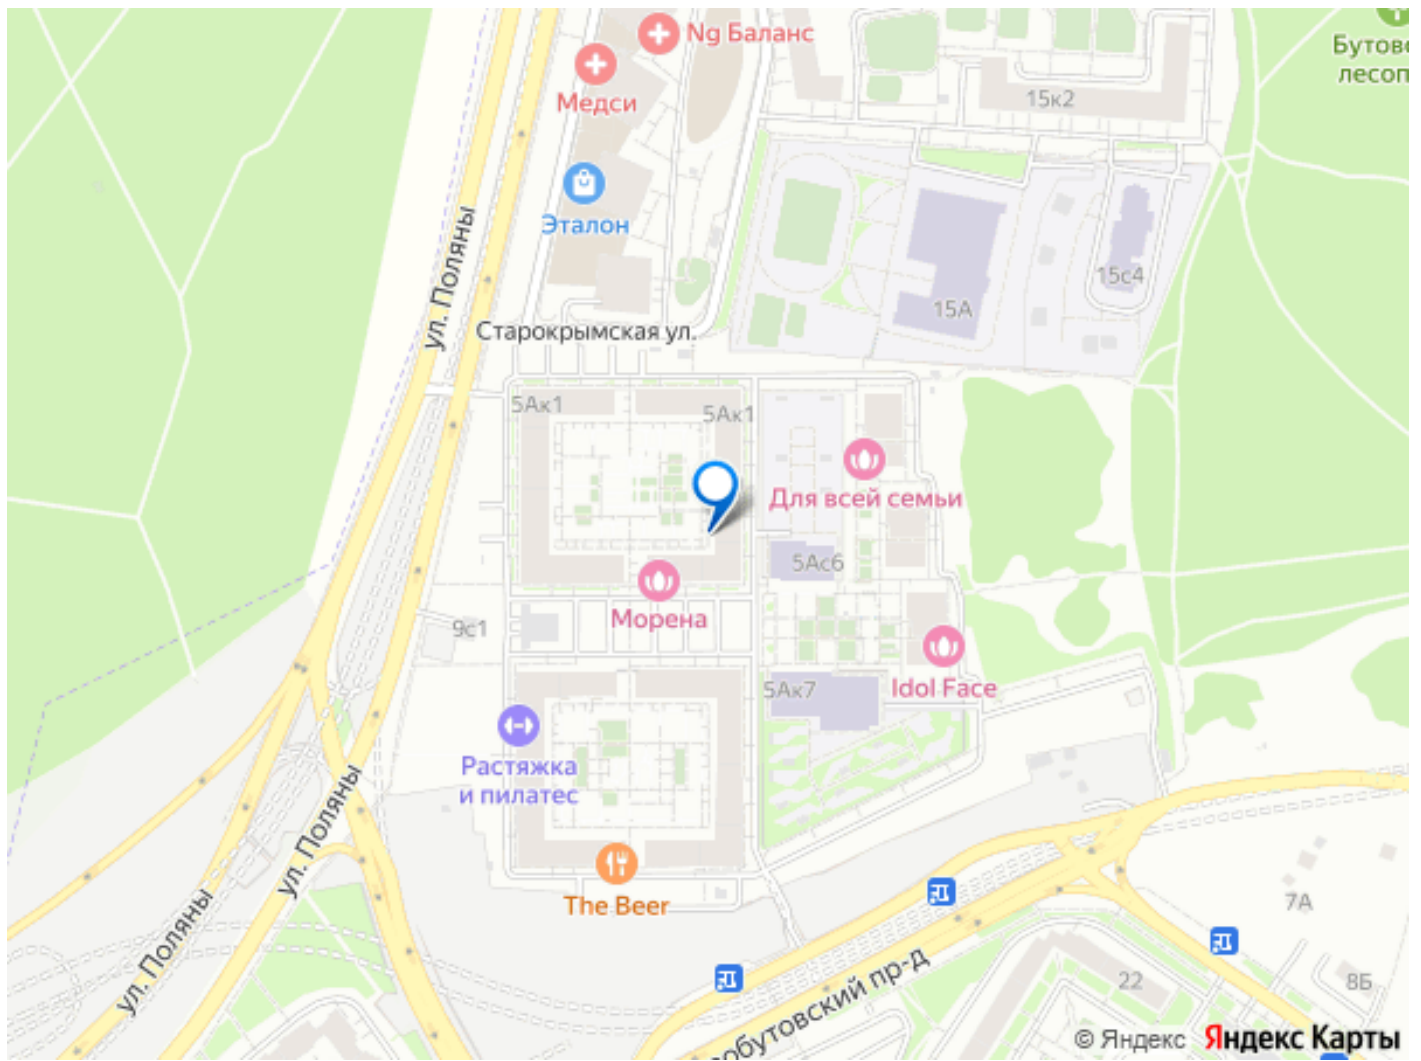 Ng Баланс
Медси
Бутовс
лесоп
15к2
Эталон
ул. Поляны
15с4
15А
Старокрымская ул.
5Ак1
5Ак1
Для всей семьи
5Ас6
Морена
9с1
5Ак7
Idol Face
Растяжка
и пилатес
ул. Поляны
The Beer
7А
ул. Поляны
обутовский пр-д
22
8Б
© Яндекс Яндекс Карты